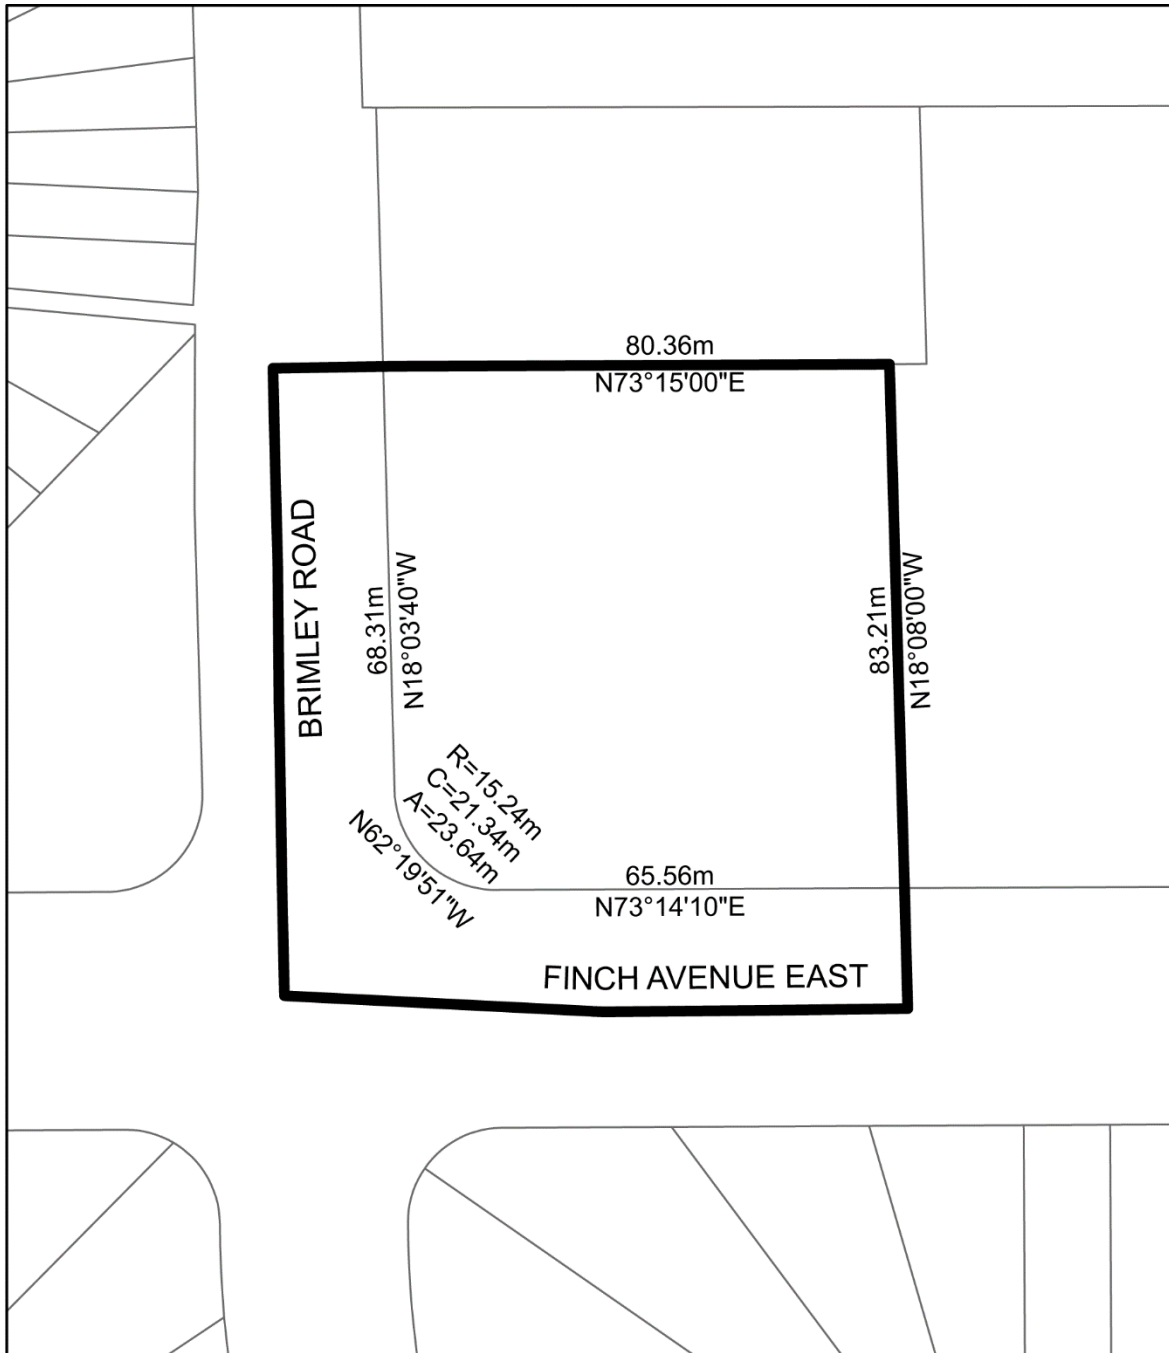 80.36m
N73°15'00"E
BRIMLEY ROAD
68.31m
N18°03'40"W
83.21m
N18°08'00"W
R=15.24m
C=21.34m
A=23.64m
N62°19'51"W
65.56m
N73°14'10"E
FINCH AVENUE EAST